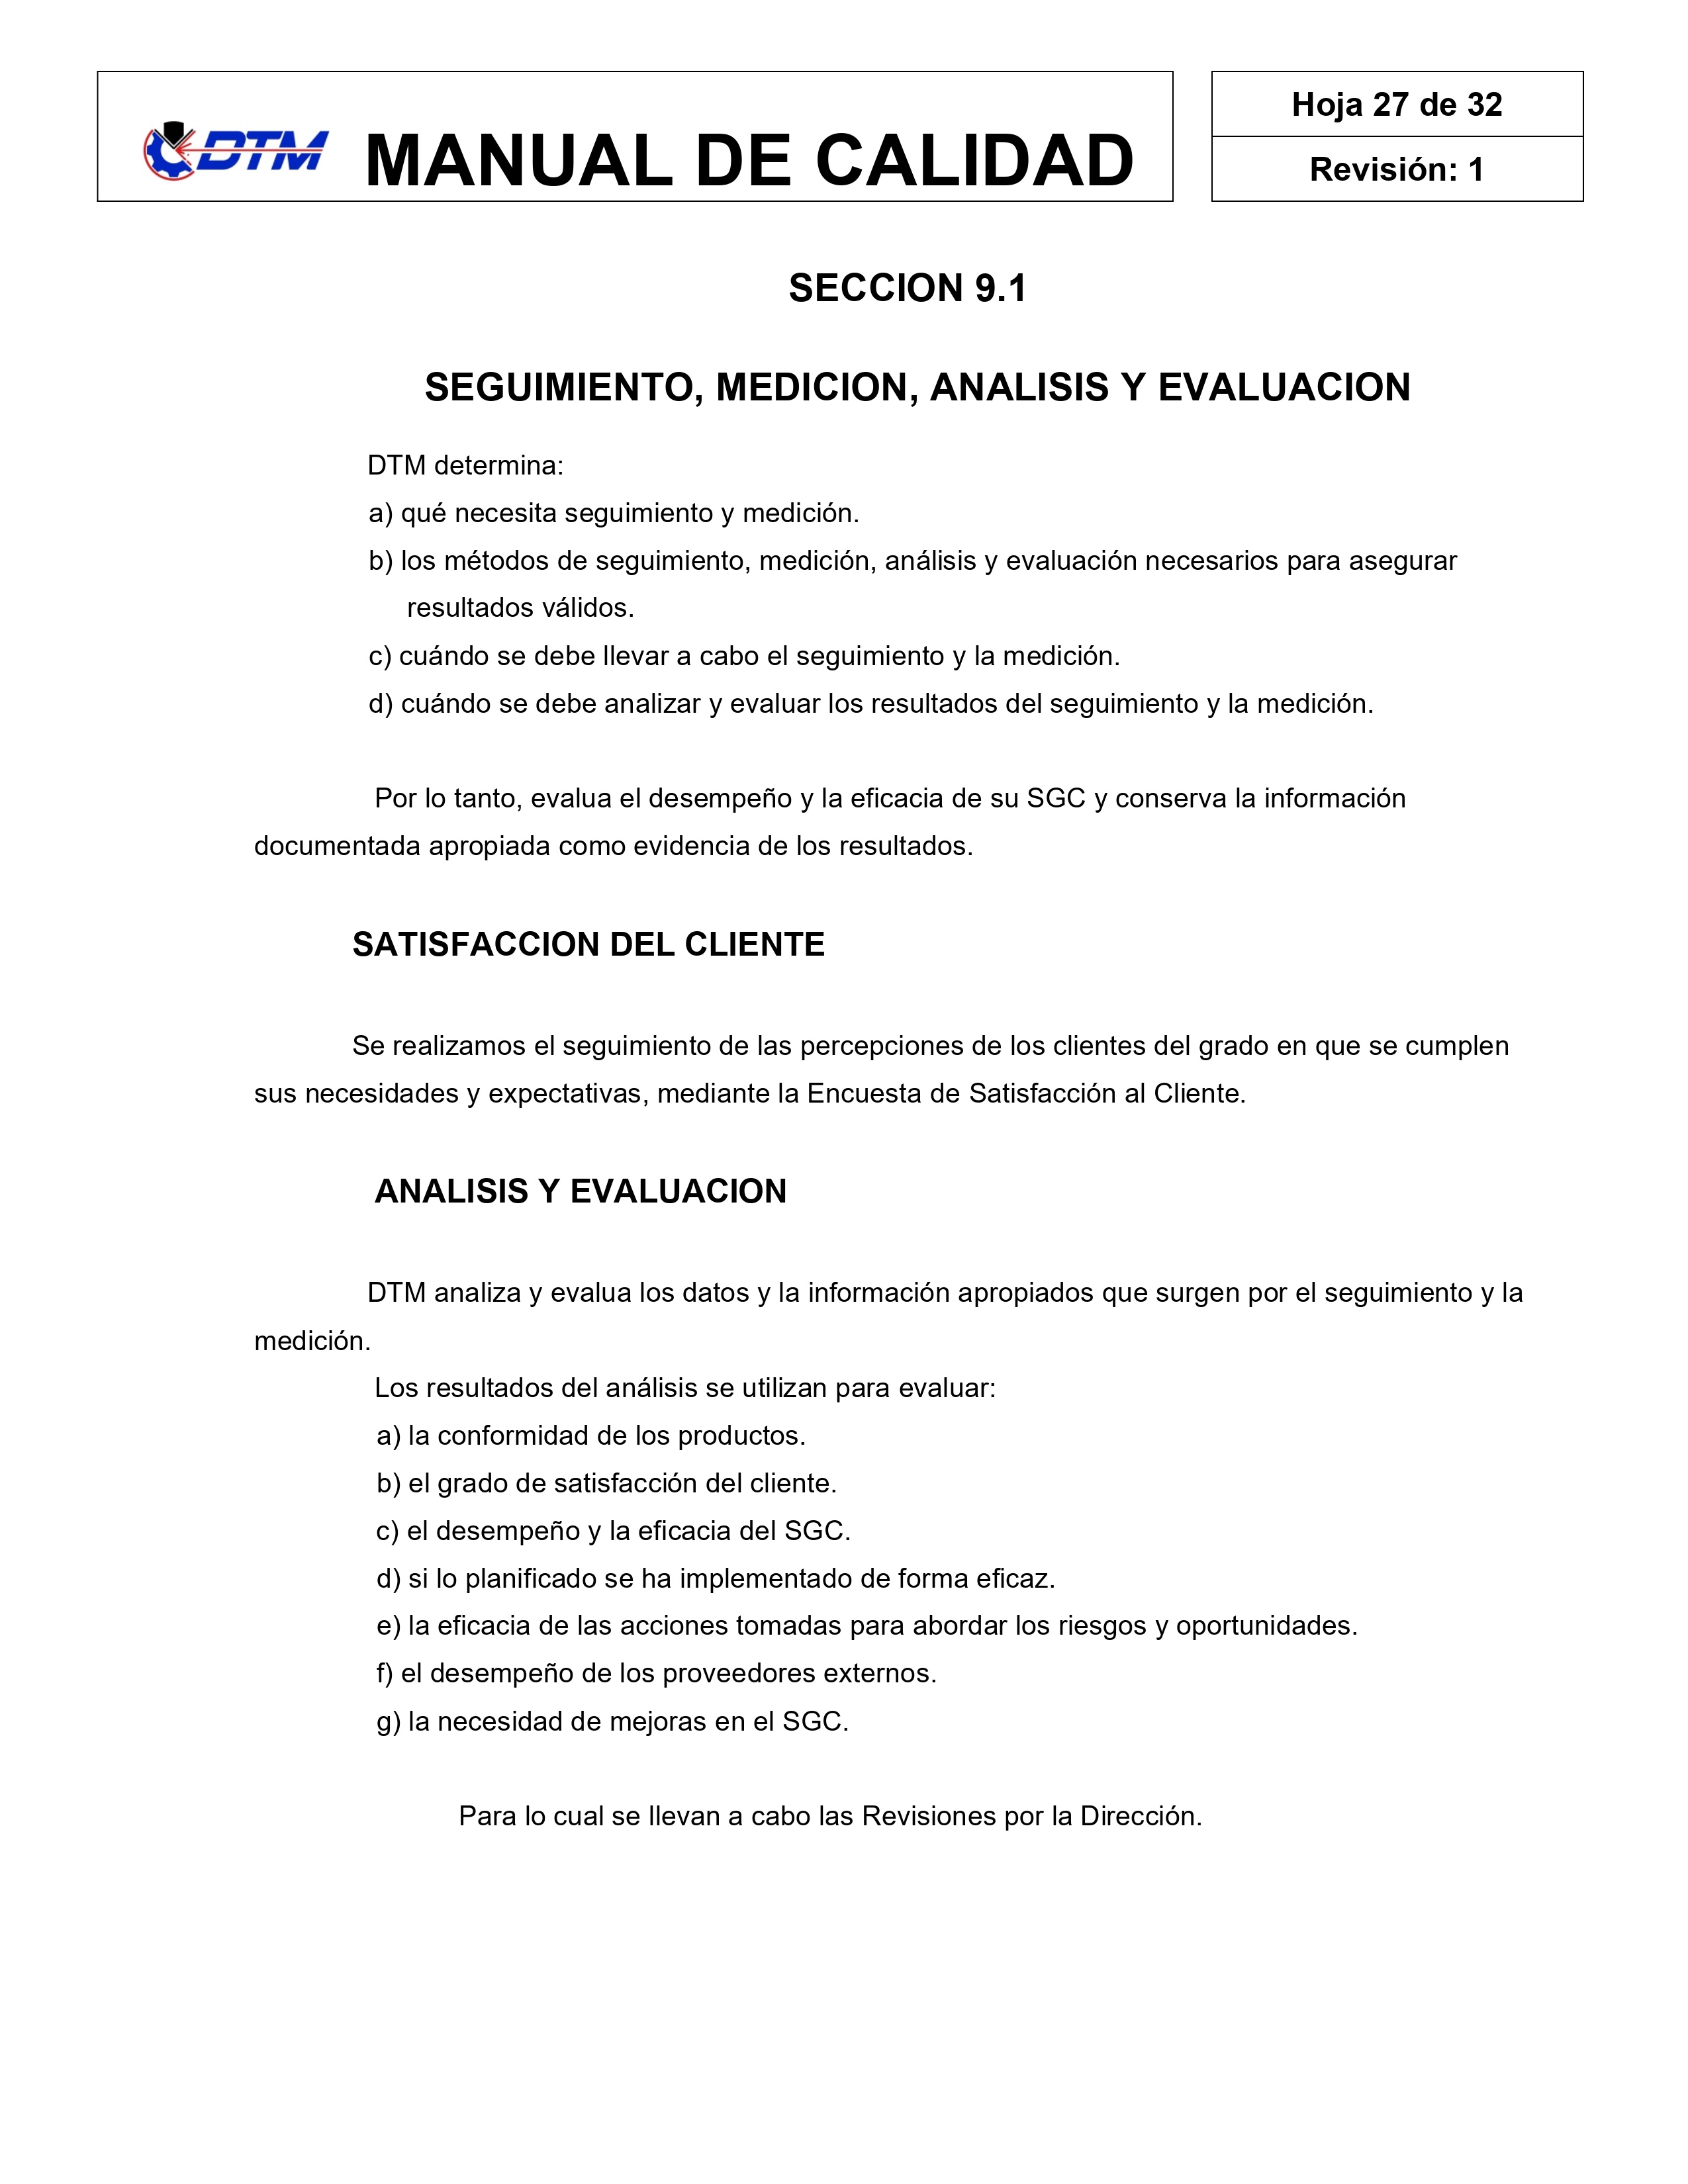 DTM
MANUAL DE CALIDAD
Hoja 27 de 32
Revisión: 1
SECCION 9.1
SEGUIMIENTO, MEDICION, ANALISIS Y EVALUACION
DTM determina:
a) qué necesita seguimiento y medición.
b) los métodos de seguimiento, medición, análisis y evaluación necesarios para asegurar
resultados válidos.
c) cuándo se debe llevar a cabo el seguimiento y la medición.
d) cuándo se debe analizar y evaluar los resultados del seguimiento y la medición.
Por lo tanto, evalua el desempeño y la eficacia de su SGC y conserva la información
documentada apropiada como evidencia de los resultados.
SATISFACCION DEL CLIENTE
Se realizamos el seguimiento de las percepciones de los clientes del grado en que se cumplen
sus necesidades y expectativas, mediante la Encuesta de Satisfacción al Cliente.
ANALISIS Y EVALUACION
DTM analiza y evalua los datos y la información apropiados que surgen por el seguimiento y la
medición.
Los resultados del análisis se utilizan para evaluar:
a) la conformidad de los productos.
b) el grado de satisfacción del cliente.
c) el desempeño y la eficacia del SGC.
d) si lo planificado se ha implementado de forma eficaz.
e) la eficacia de las acciones tomadas para abordar los riesgos y oportunidades.
f) el desempeño de los proveedores externos.
g) la necesidad de mejoras en el SGC.
Para lo cual se llevan a cabo las Revisiones por la Dirección.